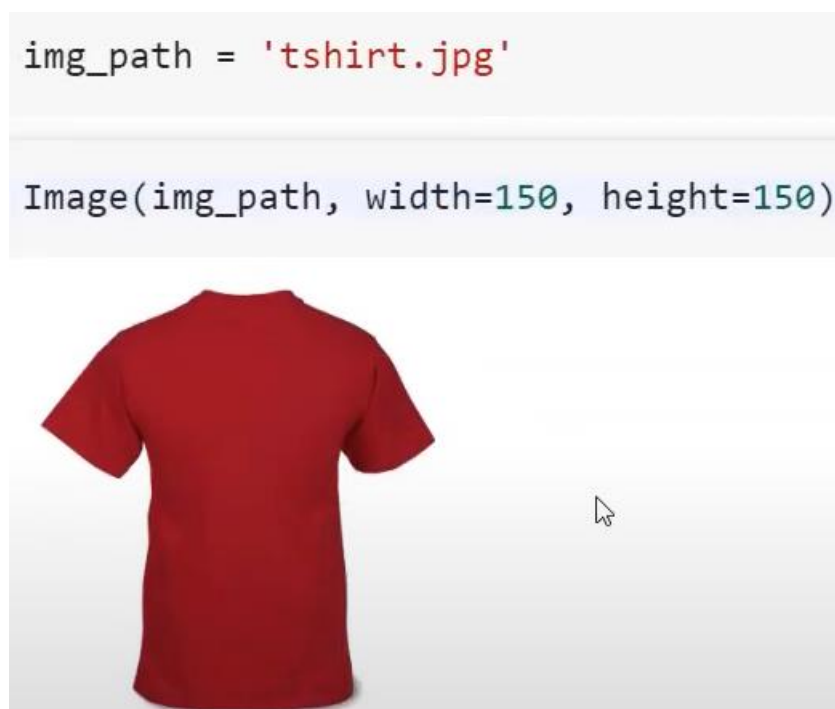 img_path = 'tshirt.jpg'
Image(img_path, width=150, height=150)